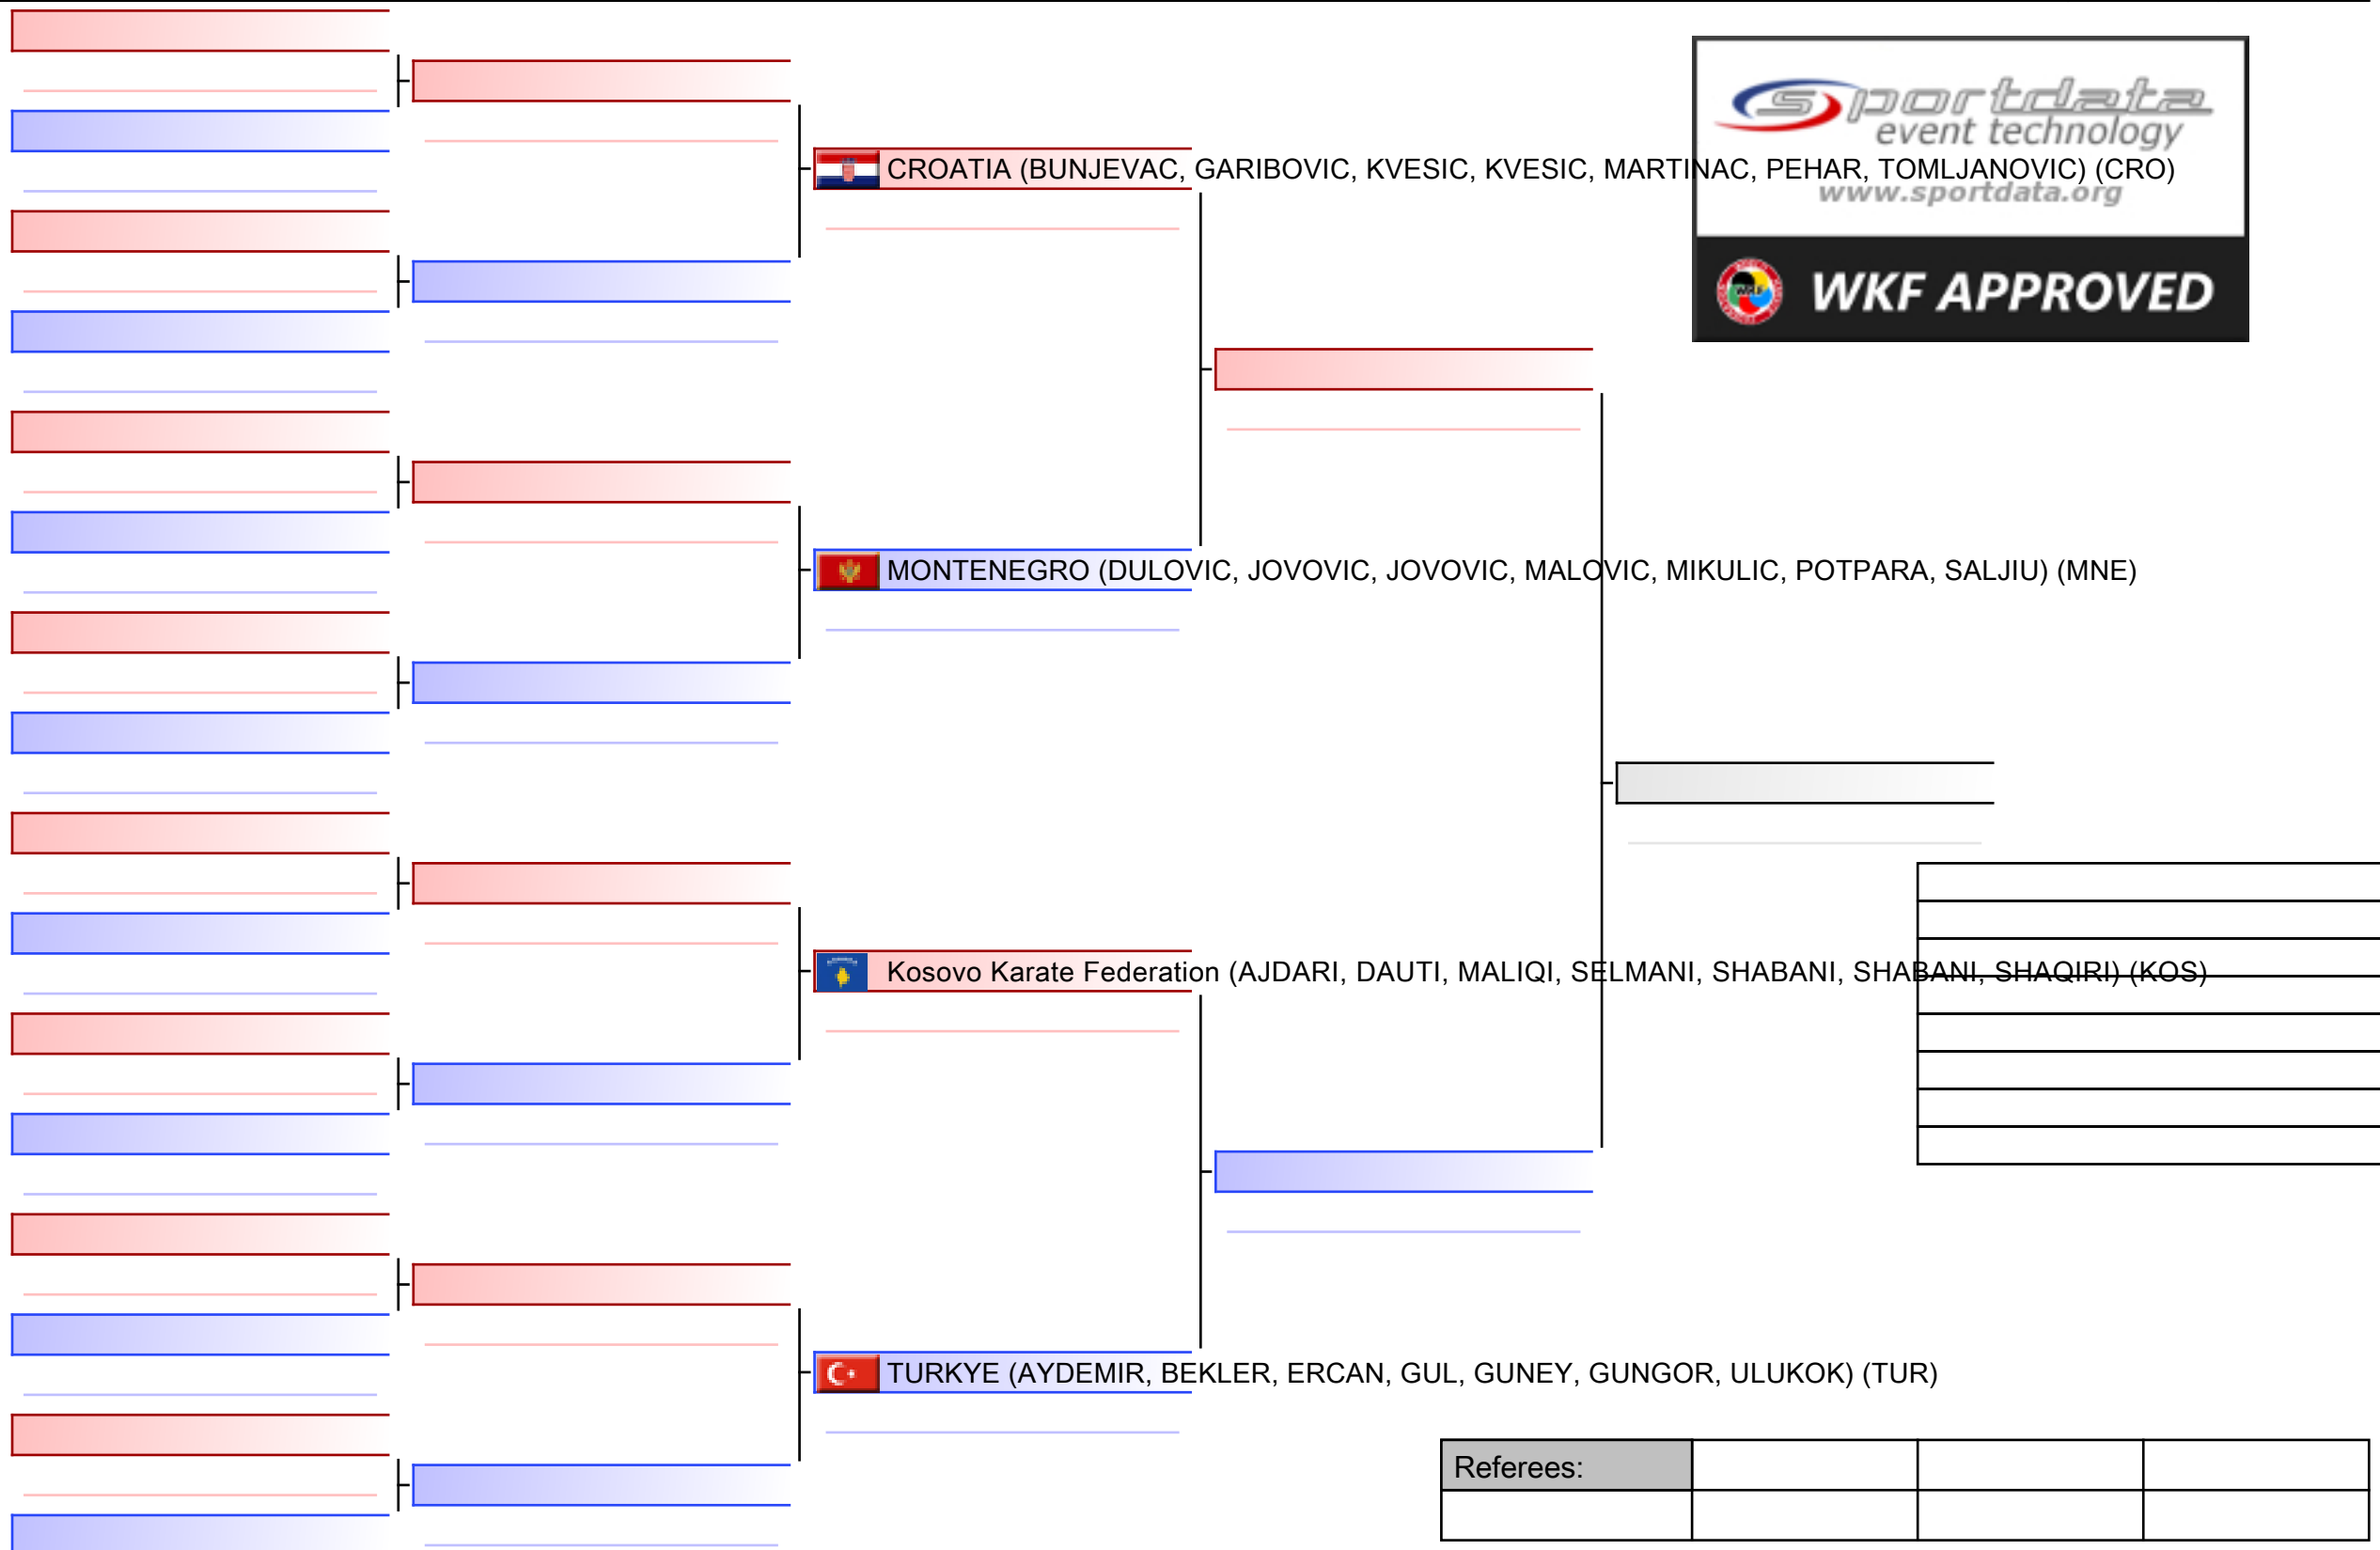 sportdata
event technology
CROATIA (BUNJEVAC, GARIBOVIC, KVESIC, KVESIC, MARTINAC, PEHAR, TOMLJANOVIC) (CRO)
www.sportdata.org
WKF APPROVED
MONTENEGRO (DULOVIC, JOVOVIC, JOVOVIC, MALOVIC, MIKULIC, POTPARA, SALJIU) (MNE)
Kosovo Karate Federation (AJDARI, DAUTI, MALIQI, SELMANI, SHABANI, SHABANI, SHAQIRI) (KOS)
TURKYE (AYDEMIR, BEKLER, ERCAN, GUL, GUNEY, GUNGOR, ULUKOK) (TUR)
Referees: